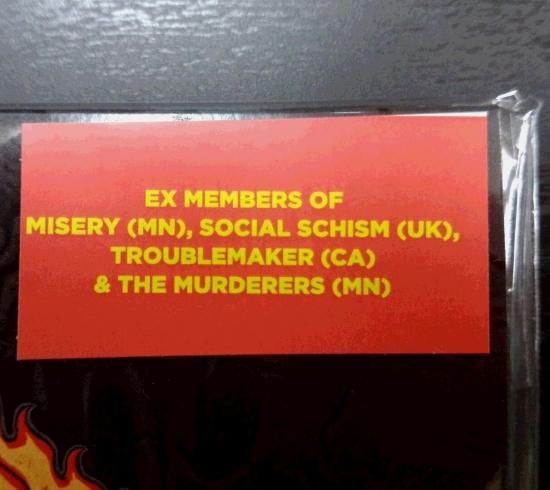 EX MEMBERS OF
MISERY (MN), SOCIAL SCHISM (UK),
TROUBLEMAKER (CA)
& THE MURDERERS (MN)